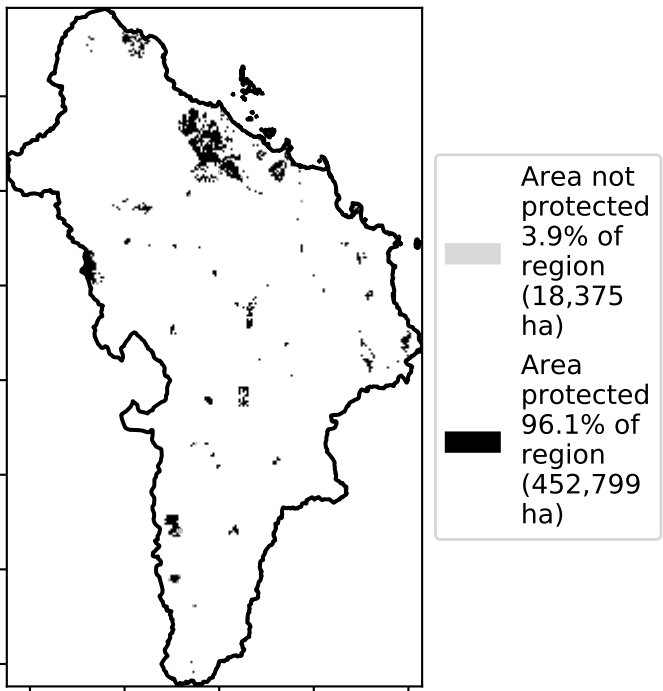 Area not
protected
3.9% of
region
(18,375
ha)
Area
protected
96.1% of
region
(452,799
ha)